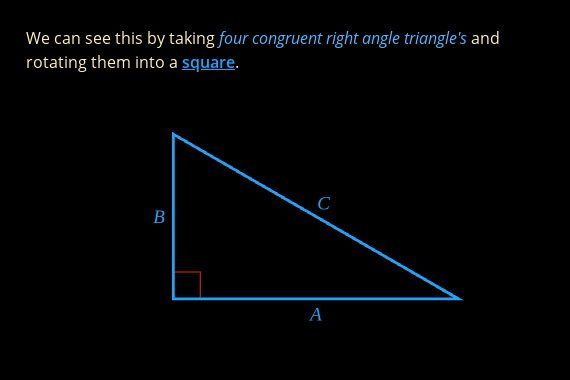 We can see this by taking four congruent right angle triangle's and
rotating them into a square.
C
B
A